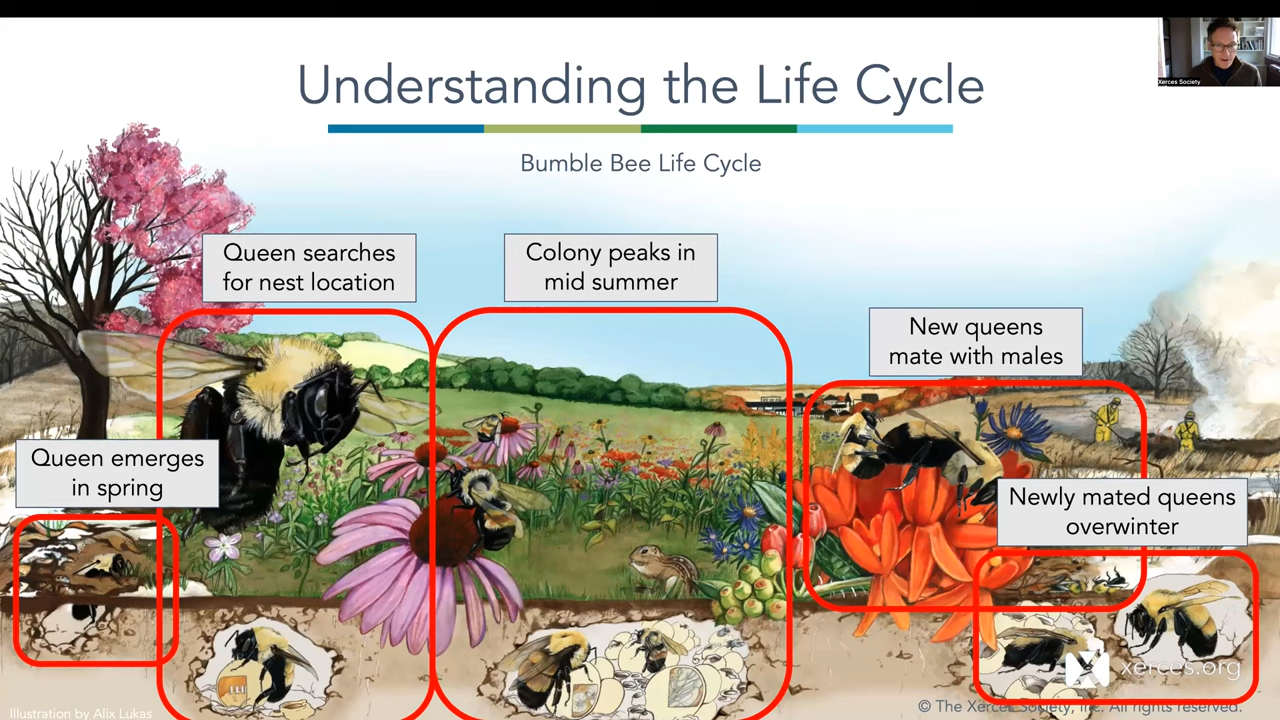 Xerces Society
Understanding the Life Cycle
Bumble Bee Life Cycle
Queen searches
for nest location
Colony peaks in
mid summer
New queens
mate with males
Queen emerges
in spring
Newly mated queens
overwinter
xerces.org
Illustration by Alix Lukas
© The Xerces Society, Inc. All rights reserved.